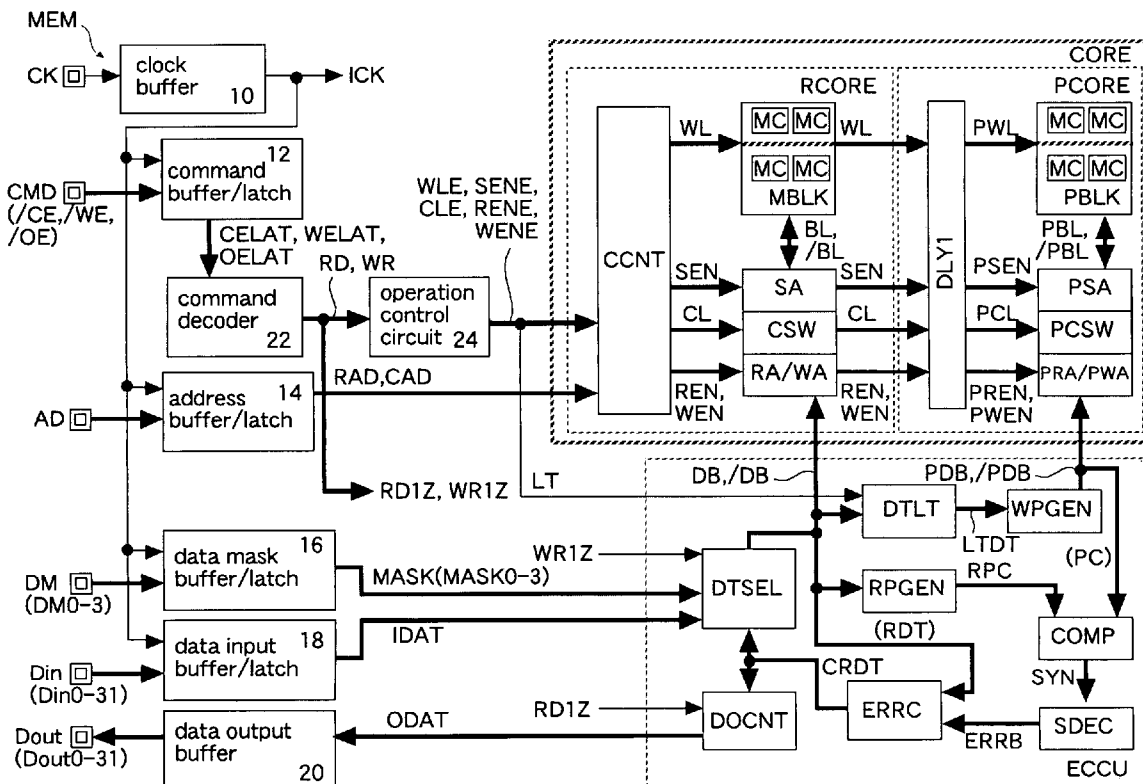 MEM
CK
clock
buffer
10
ICK
CMD
(/CE,/WE,
/OE)
12
command
buffer/latch
CELAT, WELAT,
OELAT
RD, WR
WLE, SENE,
CLE, RENE,
WENE
command
decoder
22
operation
control
circuit 24
AD
14
address
buffer/latch
RAD,CAD
RD1Z, WR1Z
LT
CORE
RCORE
PCORE
CCNT
WL
MC MC
MC MC
MBLK
WL
DLY1
PWL
MC MC
MC MC
PBLK
BL,
/BL
PBL,
/PBL
SEN
SA
SEN
PSEN
PSA
CL
CSW
CL
PCL
PCSW
RA/WA
PRA/PWA
REN,
WEN
REN,
WEN
PREN,
PWEN
DB,/DB
PDB,/PDB
DTLT
LTDT
WPGEN
(PC)
DM
(DM0-3)
data mask
buffer/latch
16
MASK(MASK0-3)
WR1Z
DTSEL
RPGEN
RPC
(RDT)
COMP
Din
(Din0-31)
data input
buffer/latch
18
IDAT
CRDT
SYN
Dout
(Dout0-31)
data output
buffer
20
ODAT
RD1Z
DOCNT
ERRC
ERRB
SDEC
ECCU